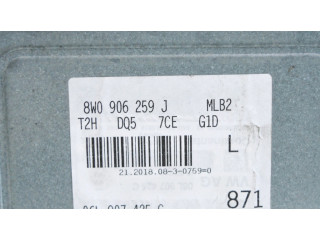 8W0 906 259 J MLB2
T2H DQ5 7CE G1D
L
21.2018.08-3-0759=0
871